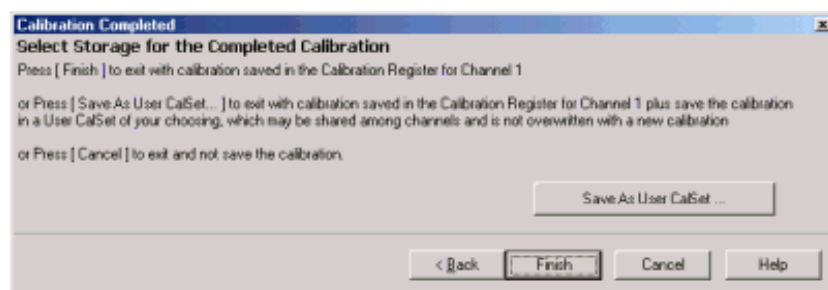 Calibration Completed
Select Storage for the Completed Calibration
Press [ Finish ] to exit with calibration saved in the Calibration Register for Channel 1
or Press [ Save As User CalSet... ] to exit with calibration saved in the Calibration Register for Channel 1 plus save the calibration
in a User CalSet of your choosing, which may be shared among channels and is not overwritten with a new calibration
or Press [ Cancel ] to exit and not save the calibration.
Save As User CalSet ...
< Back
Finish
Cancel
Help